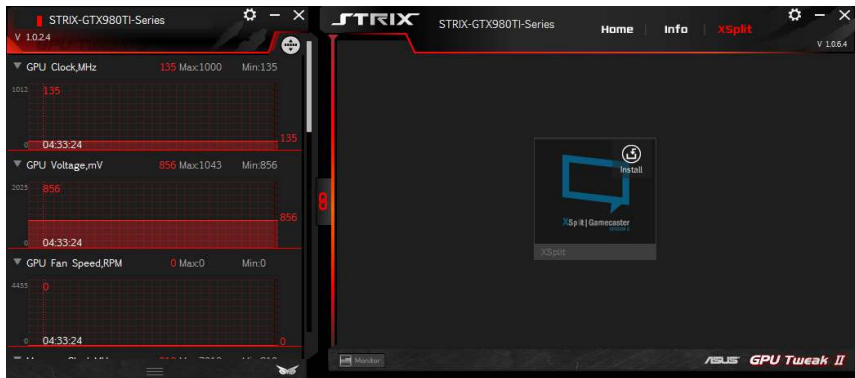 STRIX-GTX980TI-Series
V 1.0.2.4
GPU Clock,MHz 135 Max:1000 Min:135
1012 135
135
0 04:33:24
GPU Voltage,mV 856 Max:1043 Min:856
2025 856
856
0 04:33:24
GPU Fan Speed,RPM 0 Max:0 Min:0
4455 0
0 04:33:24 0
STRIX STRIX-GTX980TI-Series Home Info XSplit
V 1.0.6.4
Install
XSplit | Gamecaster
XSplit
Monitor
ASUS GPU Tweak II